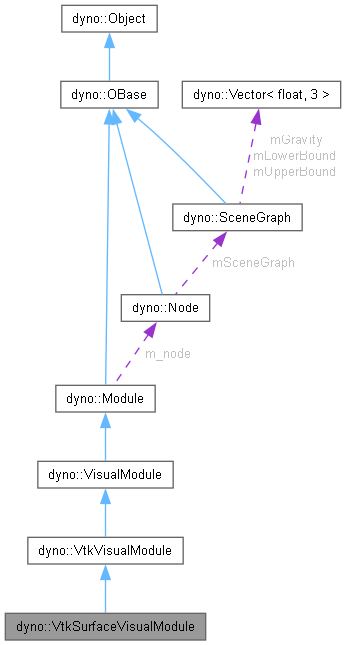 dyno::Object
dyno::OBase
dyno::Vector< float, 3 >
mGravity
mLowerBound
mUpperBound
dyno::SceneGraph
mSceneGraph
dyno::Node
m_node
dyno::Module
dyno::VisualModule
dyno::VtkVisualModule
dyno::VtkSurfaceVisualModule